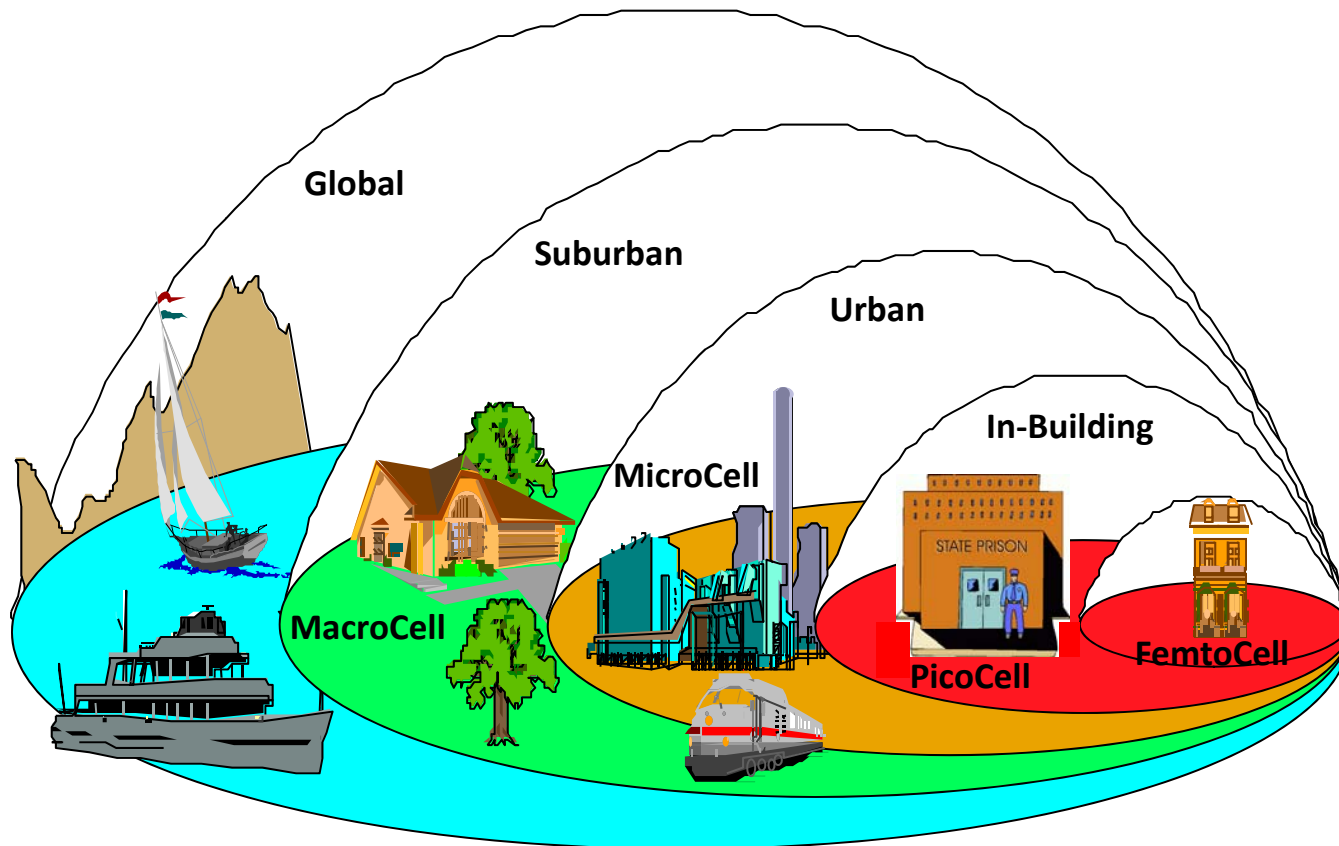 Global
Suburban
Urban
In-Building
MicroCell
STATE PRISON
MacroCell
FemtoCell
PicoCell